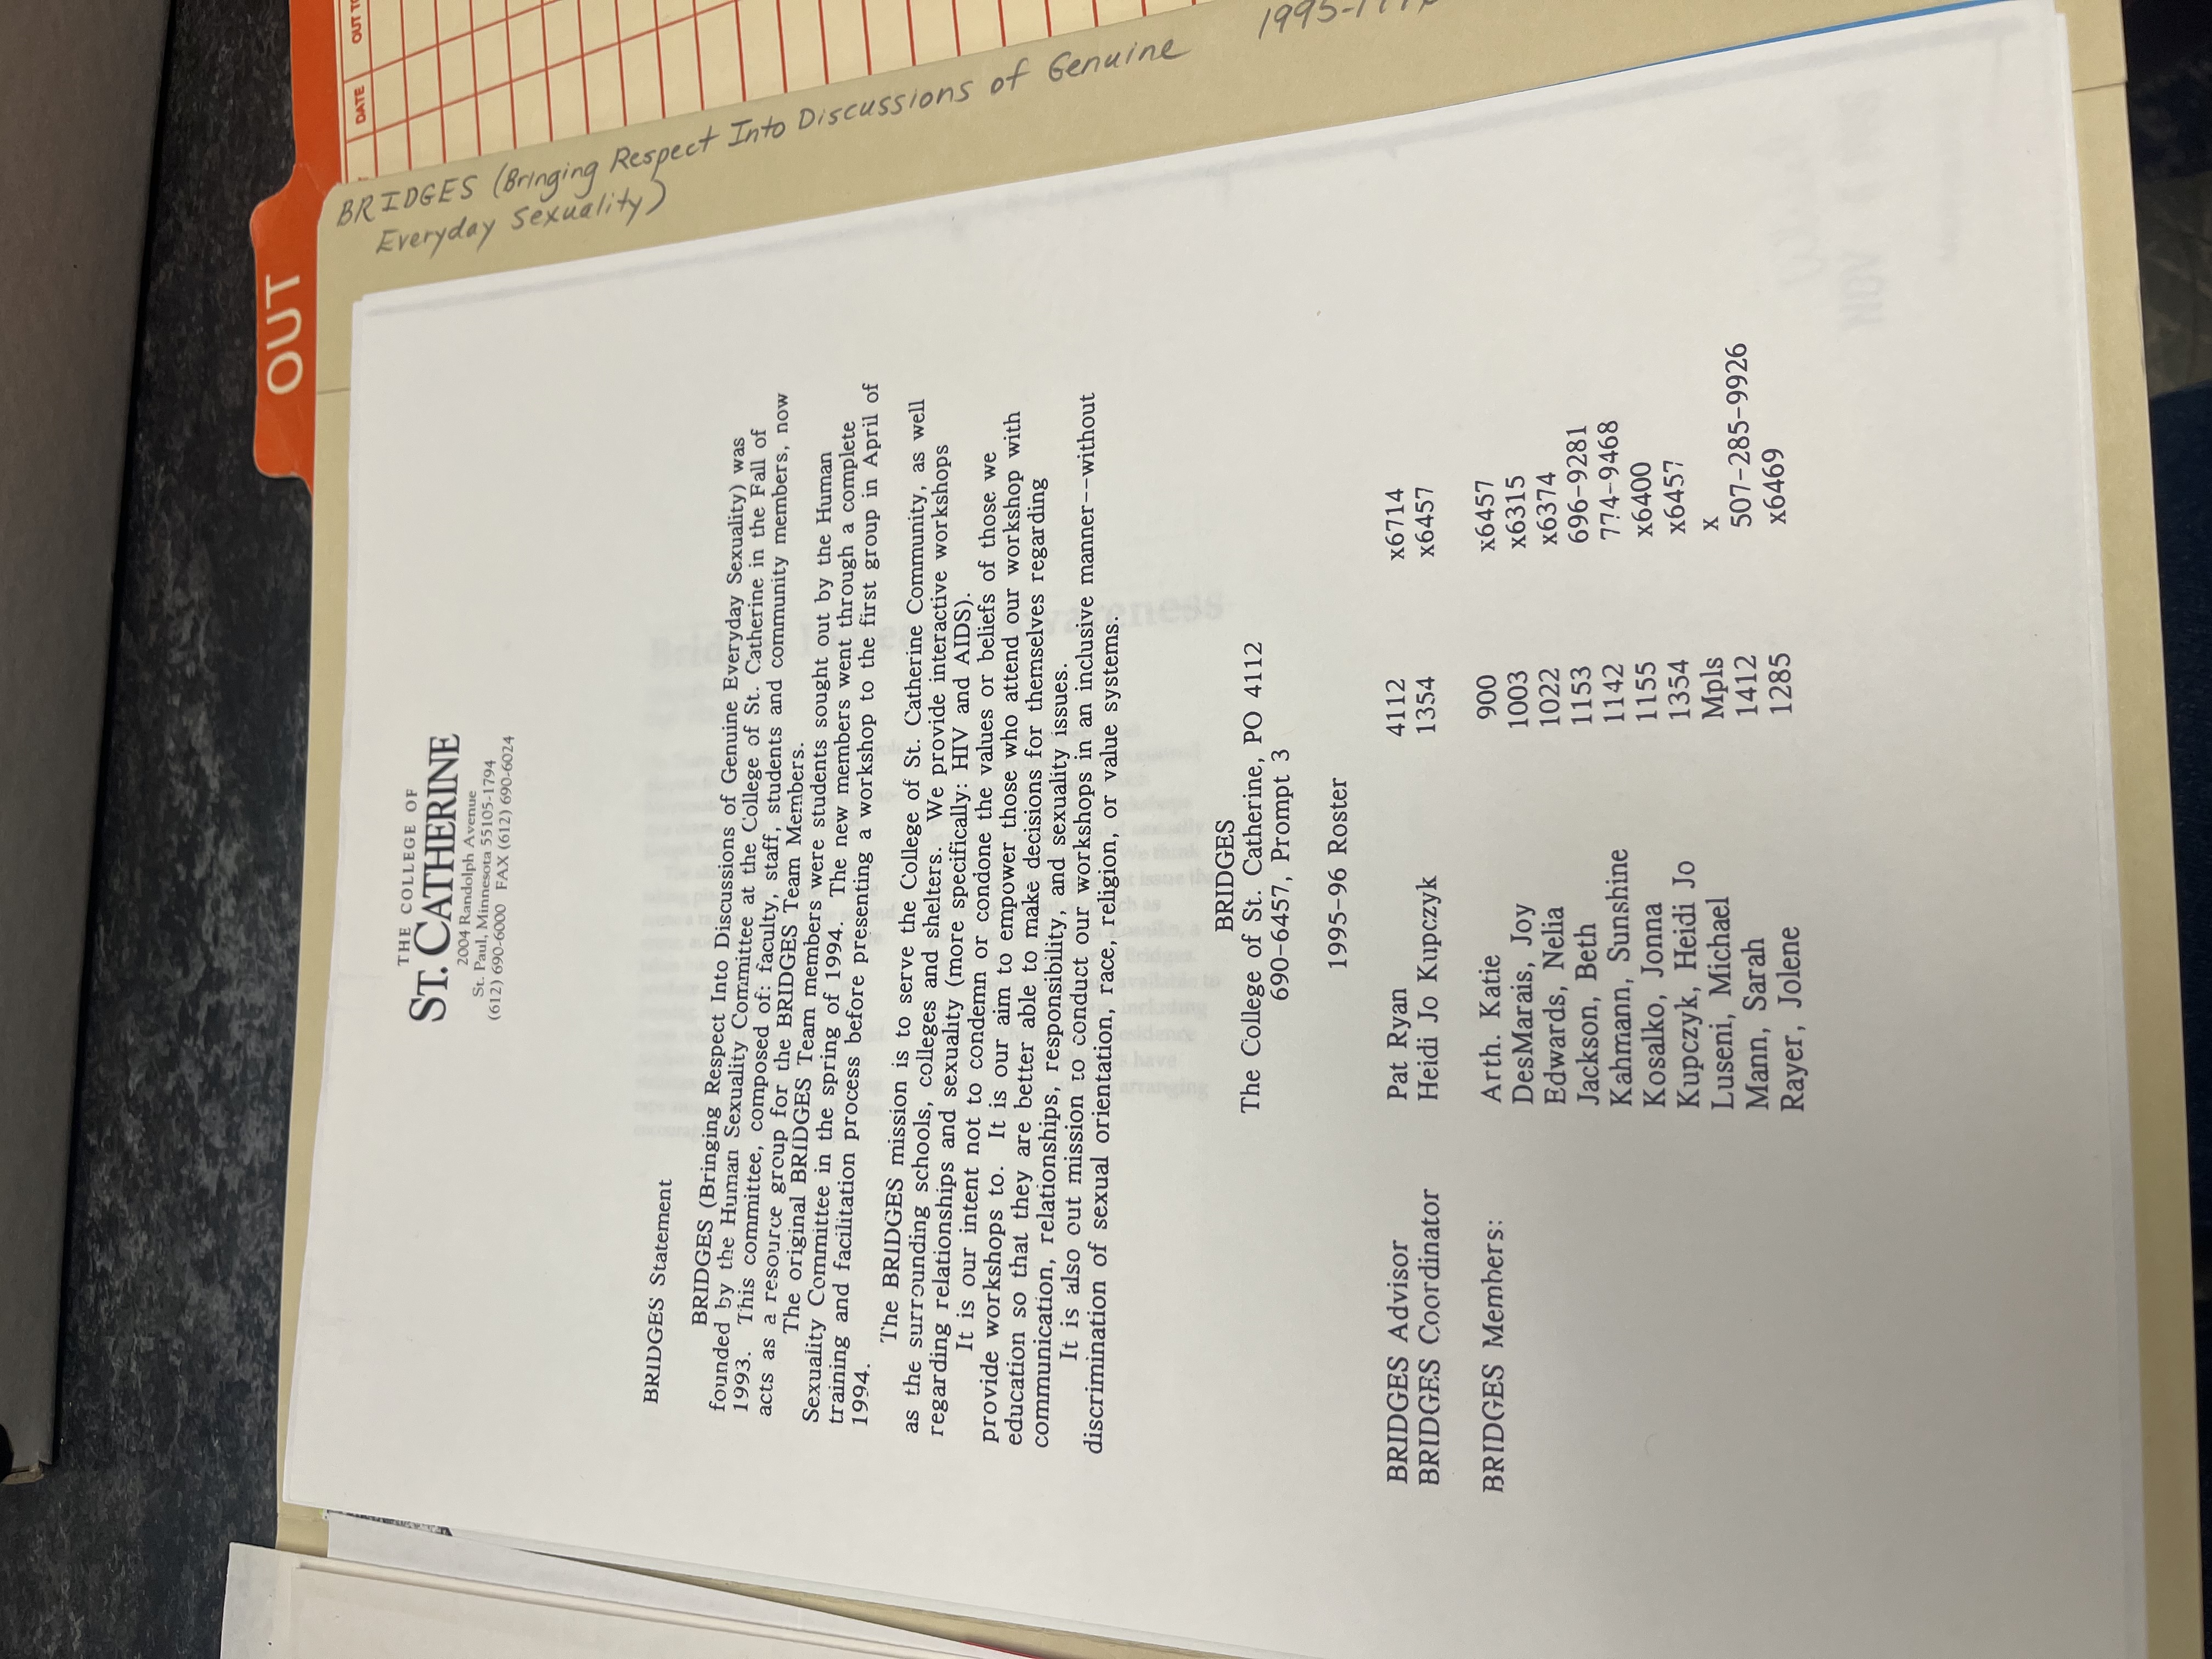 OUT
DATE
OUT TO
BRIDGES (Bringing Respect Into Discussions of Genuine
Everyday Sexuality)
THE COLLEGE OF
ST. CATHERINE
2004 Randolph Avenue
St. Paul, Minnesota 55105-1794
(612) 690-6000 FAX (612) 690-6024
BRIDGES Statement
BRIDGES (Bringing Respect Into Discussions of Genuine Everyday Sexuality) was
founded by the Human Sexuality Committee at the College of St. Catherine in the Fall of
1993. This committee, composed of: faculty, staff, students and community members, now
acts as a resource group for the BRIDGES Team Members.
The original BRIDGES Team members were students sought out by the Human
Sexuality Committee in the spring of 1994. The new members went through a complete
training and facilitation process before presenting a workshop to the first group in April of
1994.
The BRIDGES mission is to serve the College of St. Catherine Community, as well
as the surrounding schools, colleges and shelters. We provide interactive workshops
regarding relationships and sexuality (more specifically: HIV and AIDS).
It is our intent not to condemn or condone the values or beliefs of those we
provide workshops to. It is our aim to empower those who attend our workshop with
education so that they are better able to make decisions for themselves regarding
communication, relationships, responsibility, and sexuality issues.
It is also out mission to conduct our workshops in an inclusive manner--without
discrimination of sexual orientation, race, religion, or value systems.
BRIDGES
The College of St. Catherine, PO 4112
690-6457, Prompt 3
1995-96 Roster
BRIDGES Advisor Pat Ryan 4112 x6714
BRIDGES Coordinator Heidi Jo Kupczyk 1354 x6457
BRIDGES Members: Arth. Katie 900 x6457
DesMarais, Joy 1003 x6315
Edwards, Nelia 1022 x6374
Jackson, Beth 1153 696-9281
Kahmann, Sunshine 1142 774-9468
Kosalko, Jonna 1155 x6400
Kupczyk, Heidi Jo 1354 x6457
Luseni, Michael Mpls x
Mann, Sarah 1412 507-285-9926
Rayer, Jolene 1285 x6469